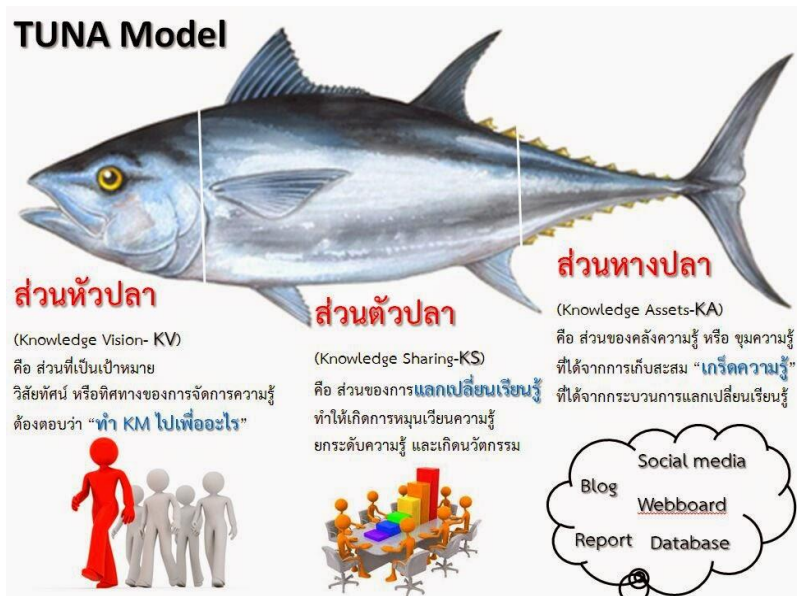 TUNA Model
ส่วนหัวปลา
(Knowledge Vision- KV)
คือ ส่วนที่เป็นเป้าหมาย
วิสัยทัศน์ หรือทิศทางของการจัดการความรู้
ต้องตอบว่า “ทำ KM ไปเพื่ออะไร”
ส่วนตัวปลา
(Knowledge Sharing-KS)
คือ ส่วนของการแลกเปลี่ยนเรียนรู้
ทำให้เกิดการหมุนเวียนความรู้
ยกระดับความรู้ และเกิดนวัตกรรม
ส่วนหางปลา
(Knowledge Assets-KA)
คือ ส่วนของคลังความรู้ หรือ ขุมความรู้
ที่ได้จากการเก็บสะสม “เกร็ดความรู้”
ที่ได้จากกระบวนการแลกเปลี่ยนเรียนรู้
Social media
Blog
Webboard
Report Database